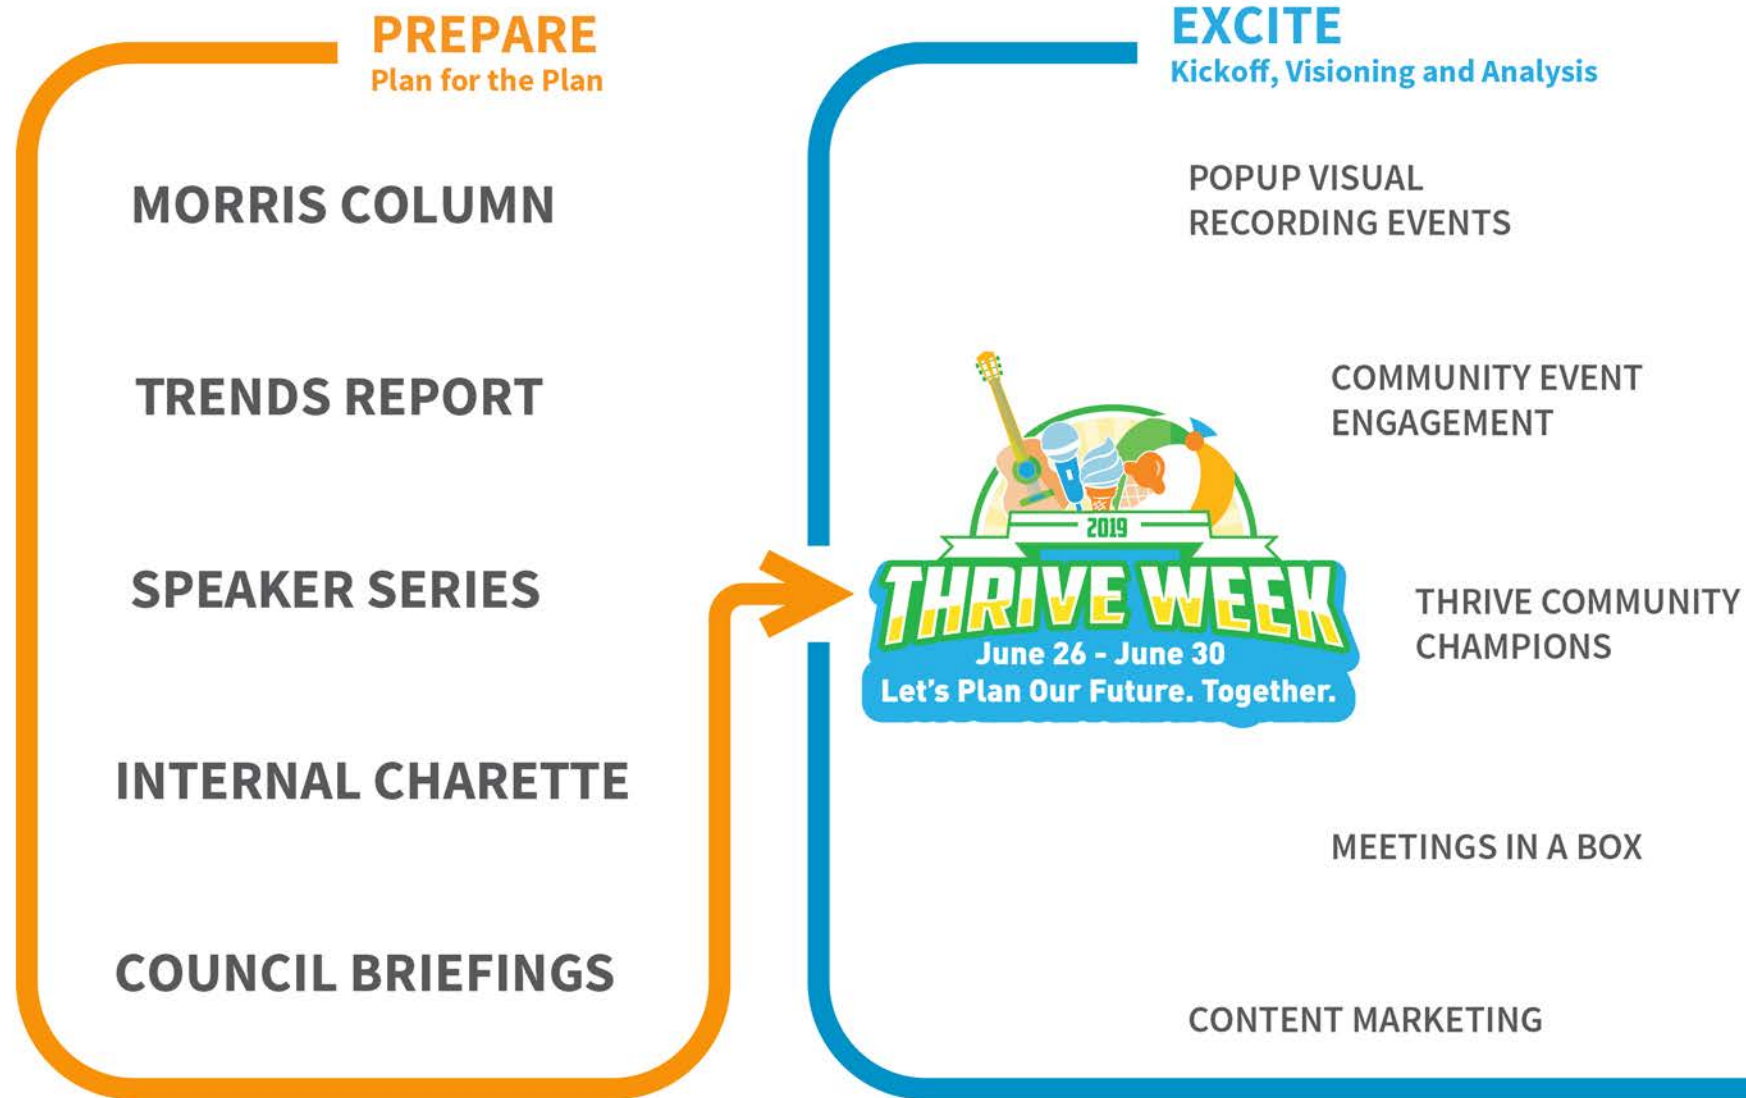 PREPARE
Plan for the Plan
MORRIS COLUMN
TRENDS REPORT
SPEAKER SERIES
INTERNAL CHARETTE
COUNCIL BRIEFINGS
EXCITE
Kickoff, Visioning and Analysis
POPUP VISUAL
RECORDING EVENTS
COMMUNITY EVENT
ENGAGEMENT
2019
THRIVE WEEK
June 26 - June 30
Let's Plan Our Future. Together.
THRIVE COMMUNITY
CHAMPIONS
MEETINGS IN A BOX
CONTENT MARKETING